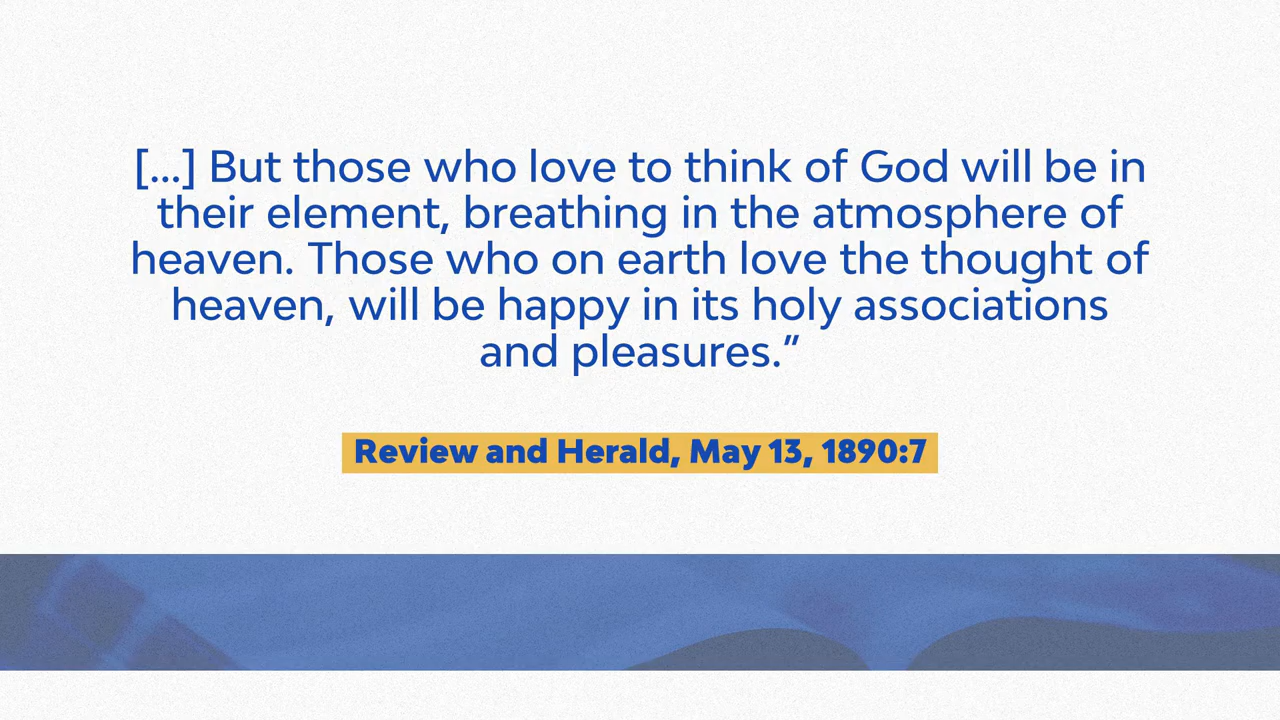 [...] But those who love to think of God will be in
their element, breathing in the atmosphere of
heaven. Those who on earth love the thought of
heaven, will be happy in its holy associations
and pleasures.”
Review and Herald, May 13, 1890:7